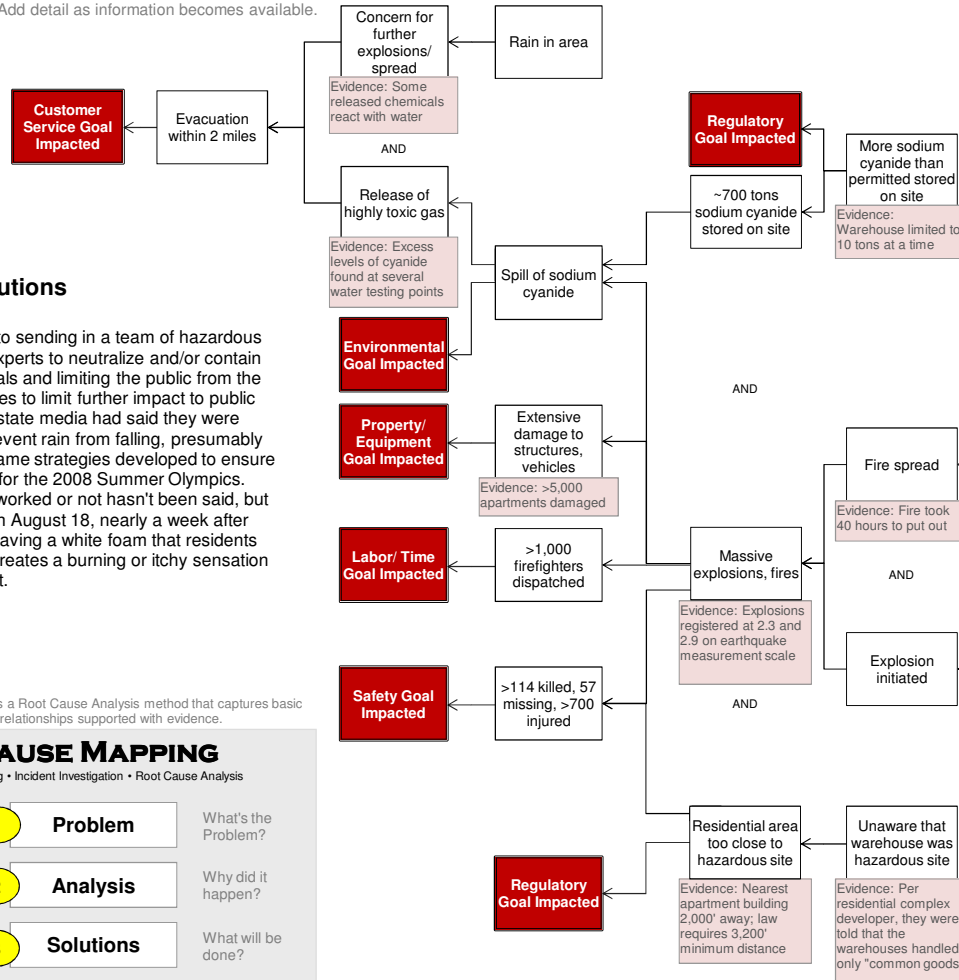 Add detail as information becomes available.
Concern for
further
explosions/
spread
Evidence: Some
released chemicals
react with water
Rain in area
Customer
Service Goal
Impacted
Evacuation
within 2 miles
AND
Release of
highly toxic gas
Evidence: Excess
levels of cyanide
found at several
water testing points
Regulatory
Goal Impacted
~700 tons
sodium cyanide
stored on site
More sodium
cyanide than
permitted stored
on site
Evidence:
Warehouse limited to
10 tons at a time
Spill of sodium
cyanide
Environmental
Goal Impacted
AND
Property/
Equipment
Goal Impacted
Extensive
damage to
structures,
vehicles
Evidence: >5,000
apartments damaged
Labor/ Time
Goal Impacted
>1,000
firefighters
dispatched
Massive
explosions, fires
Evidence: Explosions
registered at 2.3 and
2.9 on earthquake
measurement scale
Fire spread
Evidence: Fire took
40 hours to put out
AND
Explosion
initiated
Safety Goal
Impacted
>114 killed, 57
missing, >700
injured
AND
Residential area
too close to
hazardous site
Evidence: Nearest
apartment building
2,000' away; law
requires 3,200'
minimum distance
Unaware that
warehouse was
hazardous site
Evidence: Per
residential complex
developer, they were
told that the
warehouses handled
only "common goods
Regulatory
Goal Impacted
utions
to sending in a team of hazardous
xperts to neutralize and/or contain
als and limiting the public from the
es to limit further impact to public
state media had said they were
event rain from falling, presumably
ame strategies developed to ensure
for the 2008 Summer Olympics.
worked or not hasn't been said, but
n August 18, nearly a week after
aving a white foam that residents
reates a burning or itchy sensation
t.
s a Root Cause Analysis method that captures basic
relationships supported with evidence.
AUSE MAPPING
g • Incident Investigation • Root Cause Analysis
Problem
What's the
Problem?
Analysis
Why did it
happen?
Solutions
What will be
done?